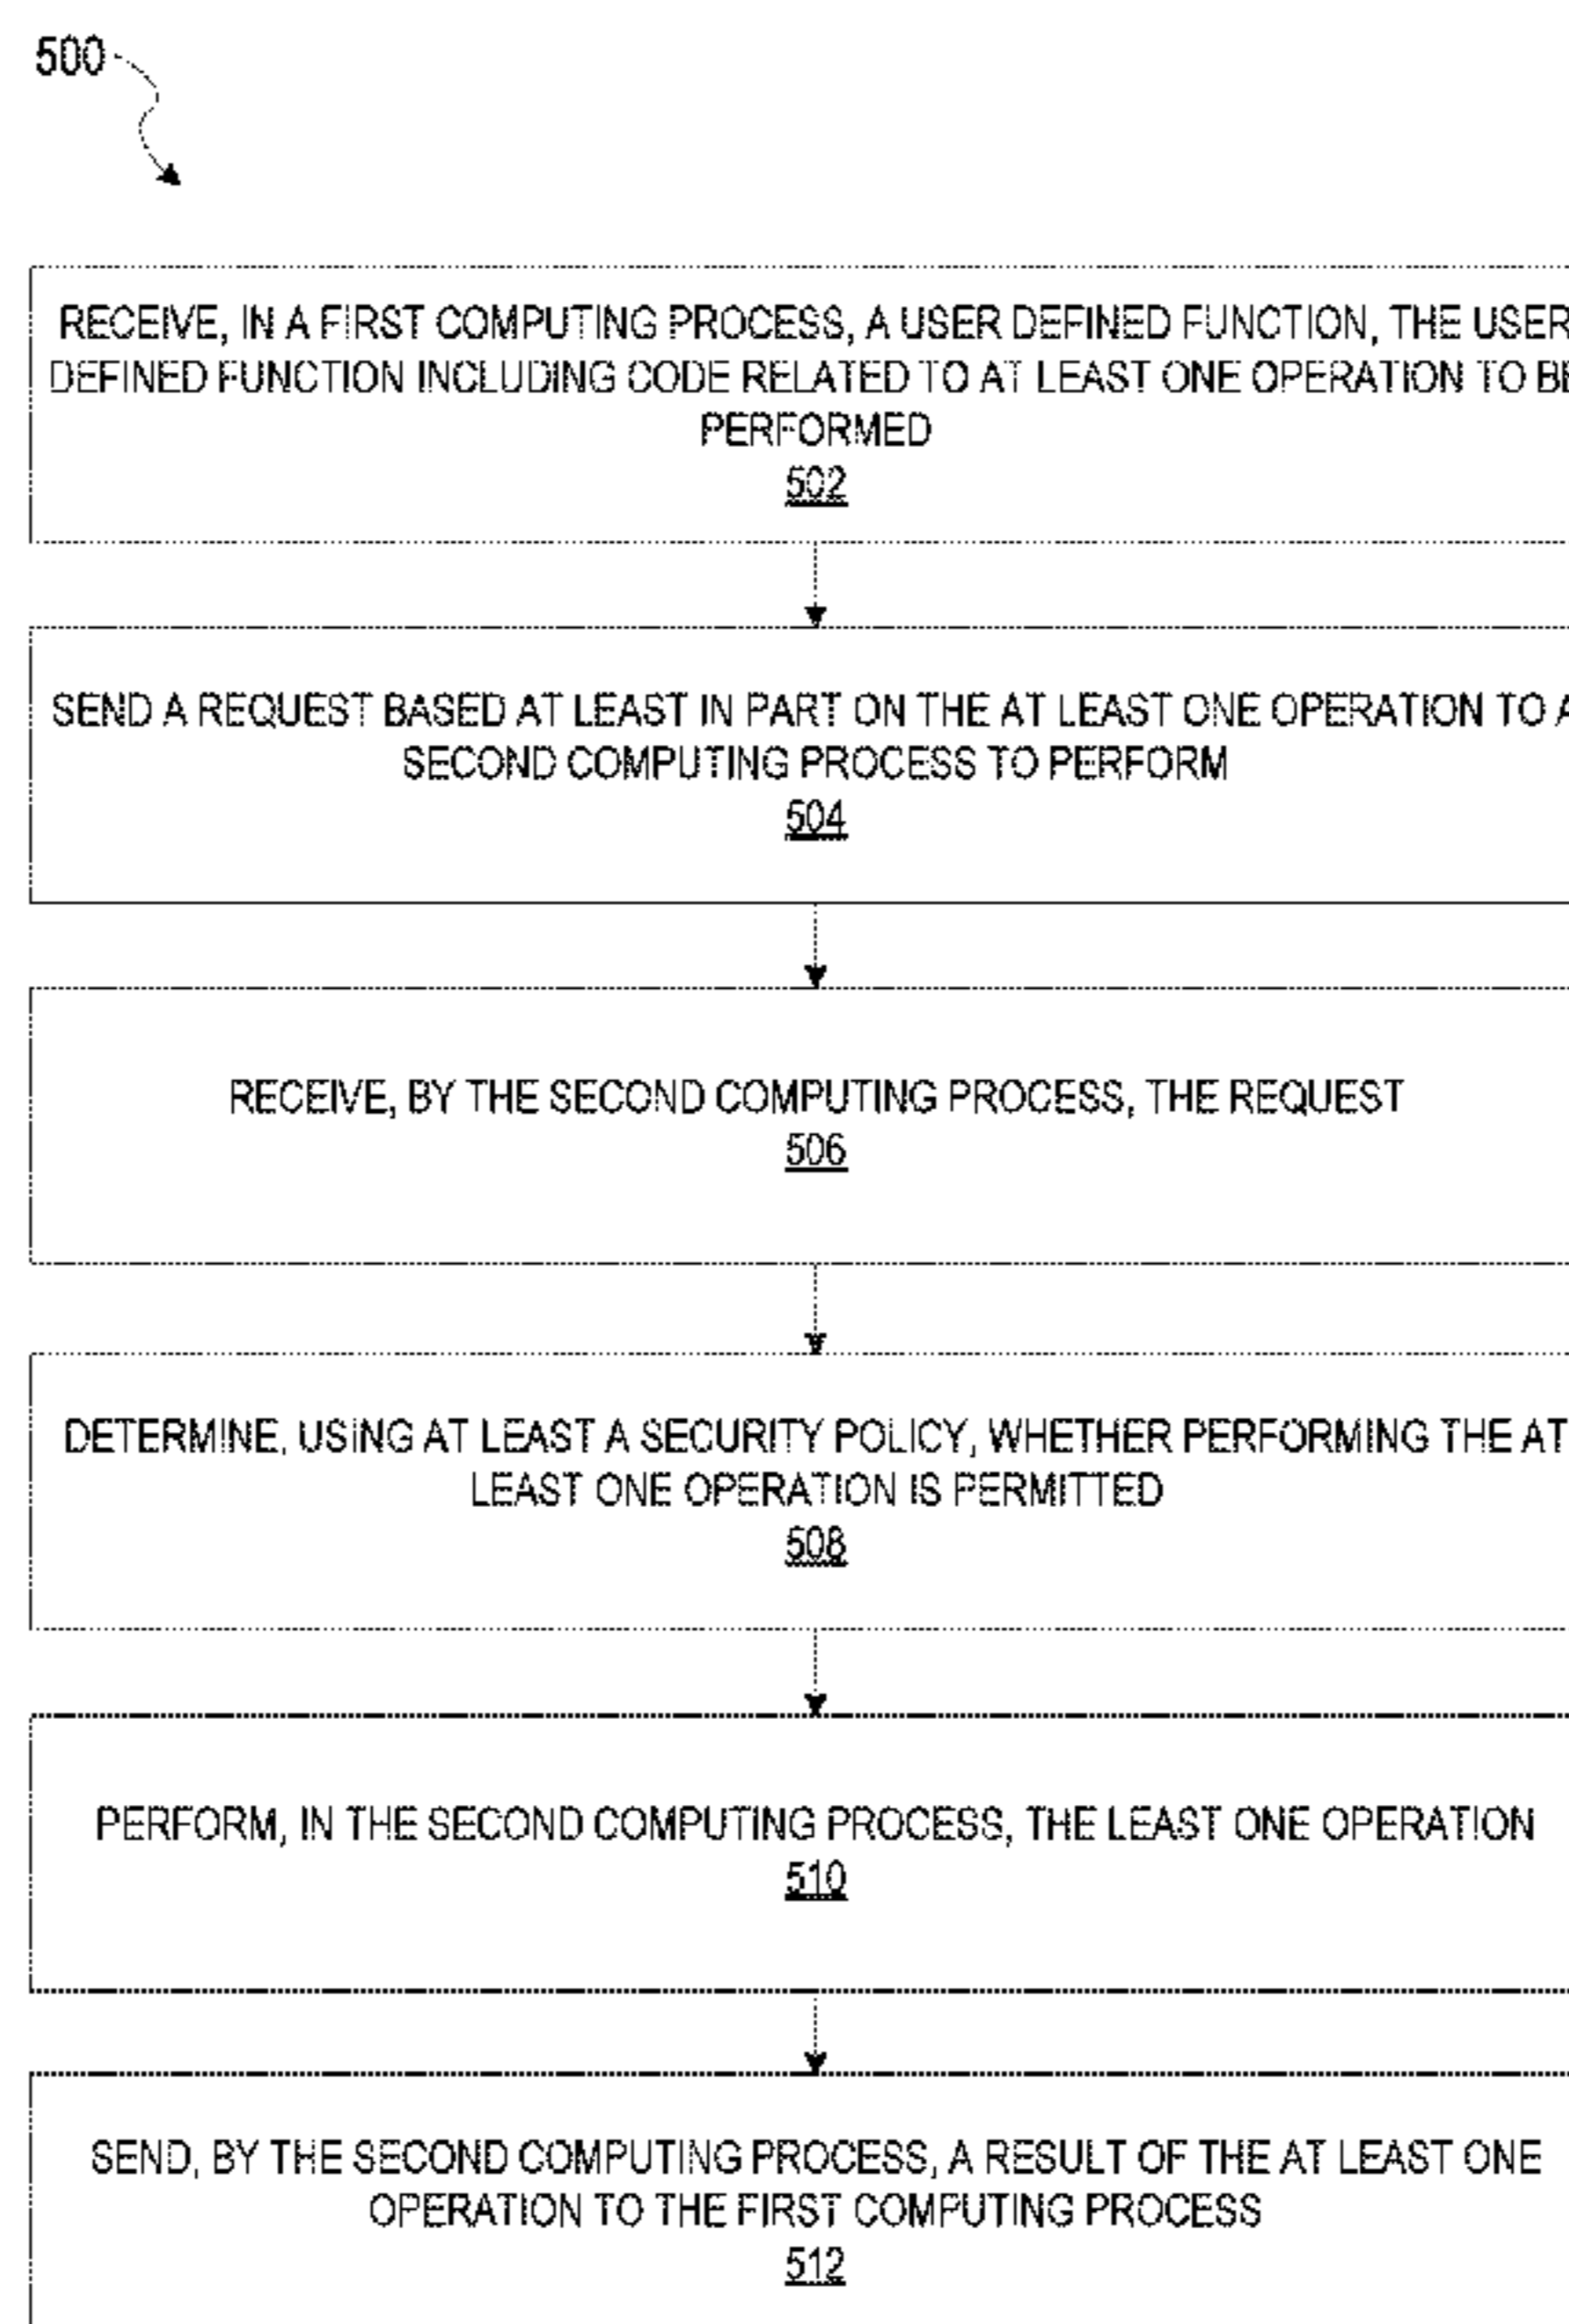 500
RECEIVE, IN A FIRST COMPUTING PROCESS, A USER DEFINED FUNCTION, THE USER
DEFINED FUNCTION INCLUDING CODE RELATED TO AT LEAST ONE OPERATION TO BE
PERFORMED
502
SEND A REQUEST BASED AT LEAST IN PART ON THE AT LEAST ONE OPERATION TO A
SECOND COMPUTING PROCESS TO PERFORM
504
RECEIVE, BY THE SECOND COMPUTING PROCESS, THE REQUEST
506
DETERMINE, USING AT LEAST A SECURITY POLICY, WHETHER PERFORMING THE AT
LEAST ONE OPERATION IS PERMITTED
508
PERFORM, IN THE SECOND COMPUTING PROCESS, THE LEAST ONE OPERATION
510
SEND, BY THE SECOND COMPUTING PROCESS, A RESULT OF THE AT LEAST ONE
OPERATION TO THE FIRST COMPUTING PROCESS
512